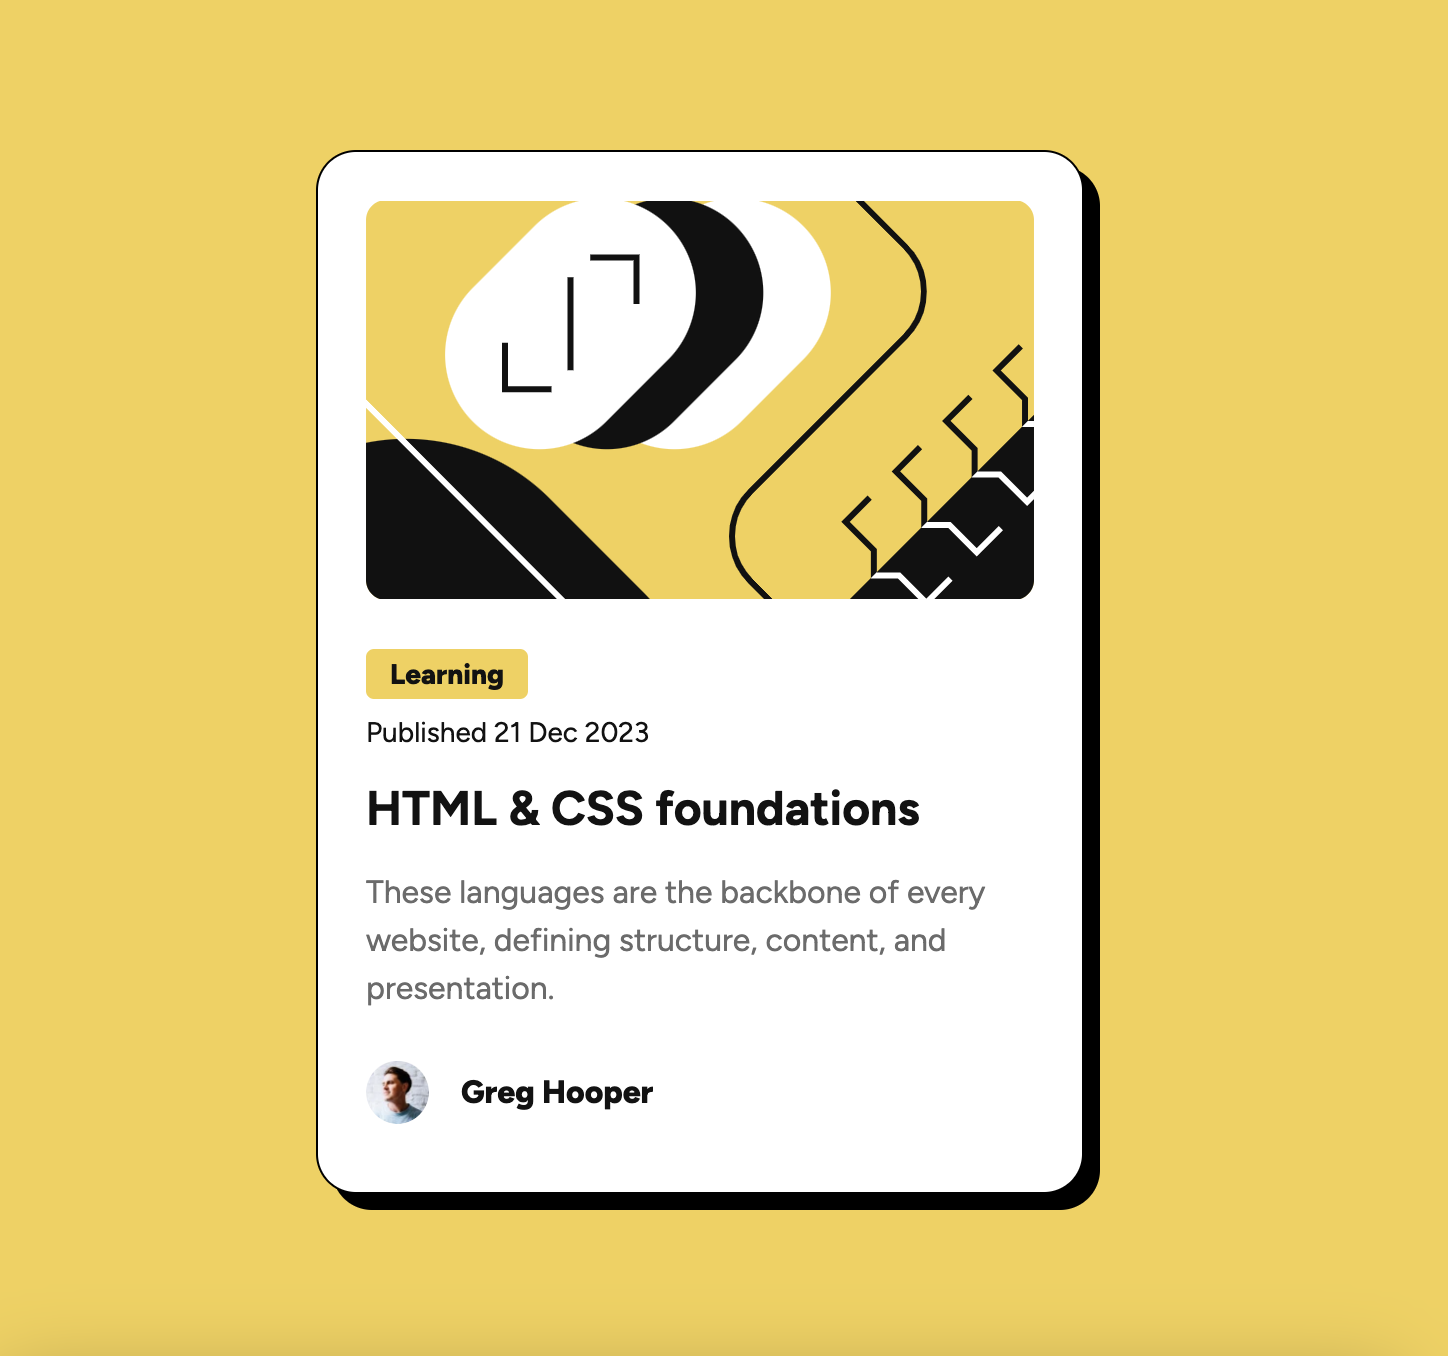 Learning
Published 21 Dec 2023
HTML & CSS foundations
These languages are the backbone of every
website, defining structure, content, and
presentation.
Greg Hooper